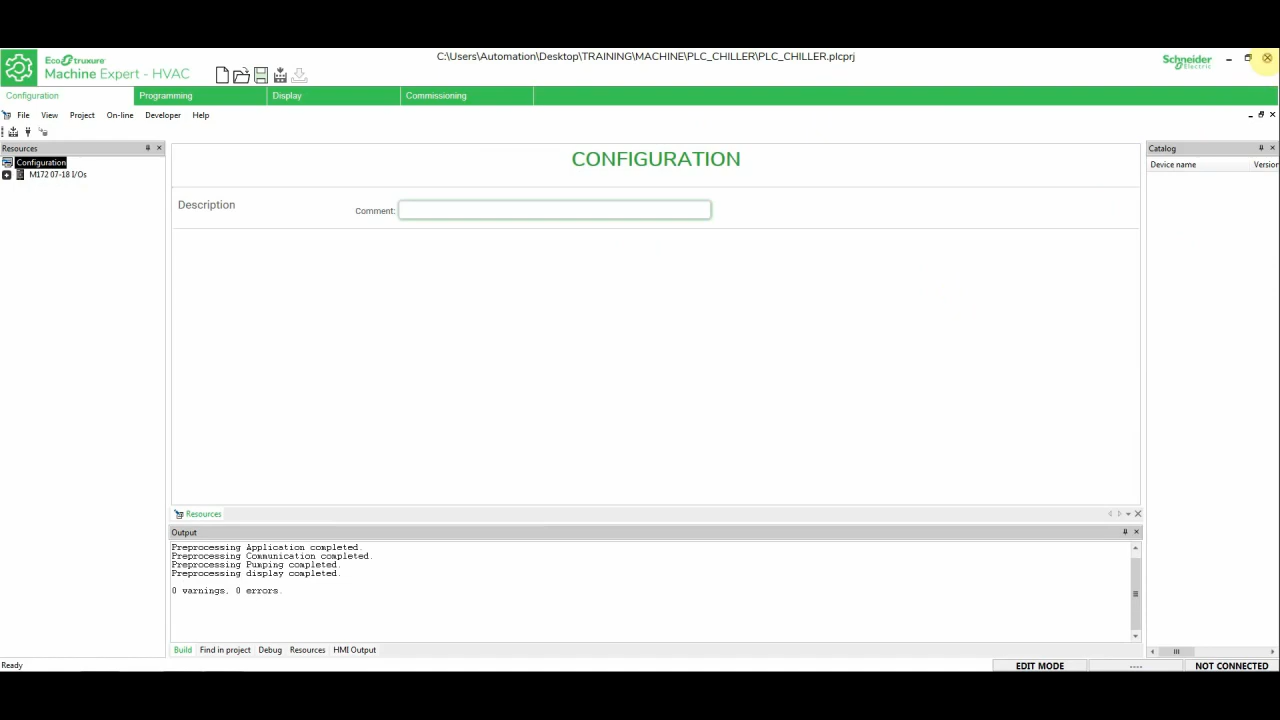 C:\Users\Automation\Desktop\TRAINING\MACHINE\PLC_CHILLER\PLC_CHILLER.plcprj
EcoStruxure
Machine Expert - HVAC
Schneider
Electric
Configuration Programming Display Commissioning
File View Project On-line Developer Help
Resources
Configuration
M172 07-18 I/Os
CONFIGURATION
Description
Comment:
Catalog
Device name Version
Resources
Output
Preprocessing Application completed.
Preprocessing Communication completed.
Preprocessing Pumping completed.
Preprocessing display completed.
0 warnings, 0 errors.
Build Find in project Debug Resources HMI Output
Ready
EDIT MODE ---- NOT CONNECTED